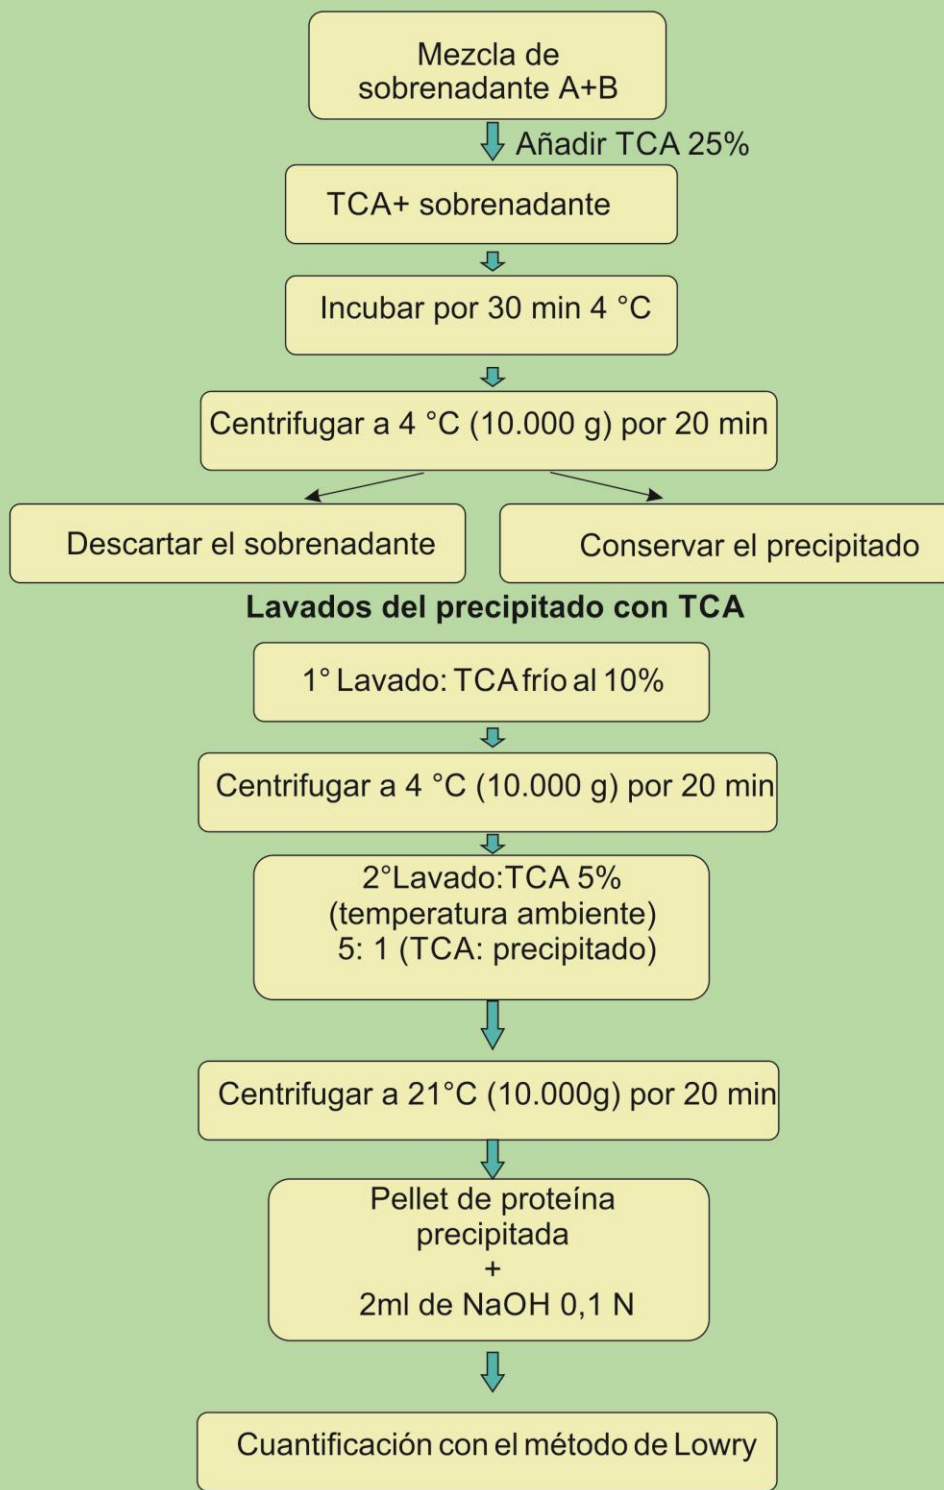 Mezcla de
sobrenadante A+B
Añadir TCA 25%
TCA+ sobrenadante
Incubar por 30 min 4 °C
Centrifugar a 4 °C (10.000 g) por 20 min
Descartar el sobrenadante
Conservar el precipitado
Lavados del precipitado con TCA
1° Lavado: TCA frío al 10%
Centrifugar a 4 °C (10.000 g) por 20 min
2°Lavado:TCA 5%
(temperatura ambiente)
5: 1 (TCA: precipitado)
Centrifugar a 21°C (10.000g) por 20 min
Pellet de proteína
precipitada
+
2ml de NaOH 0,1 N
Cuantificación con el método de Lowry